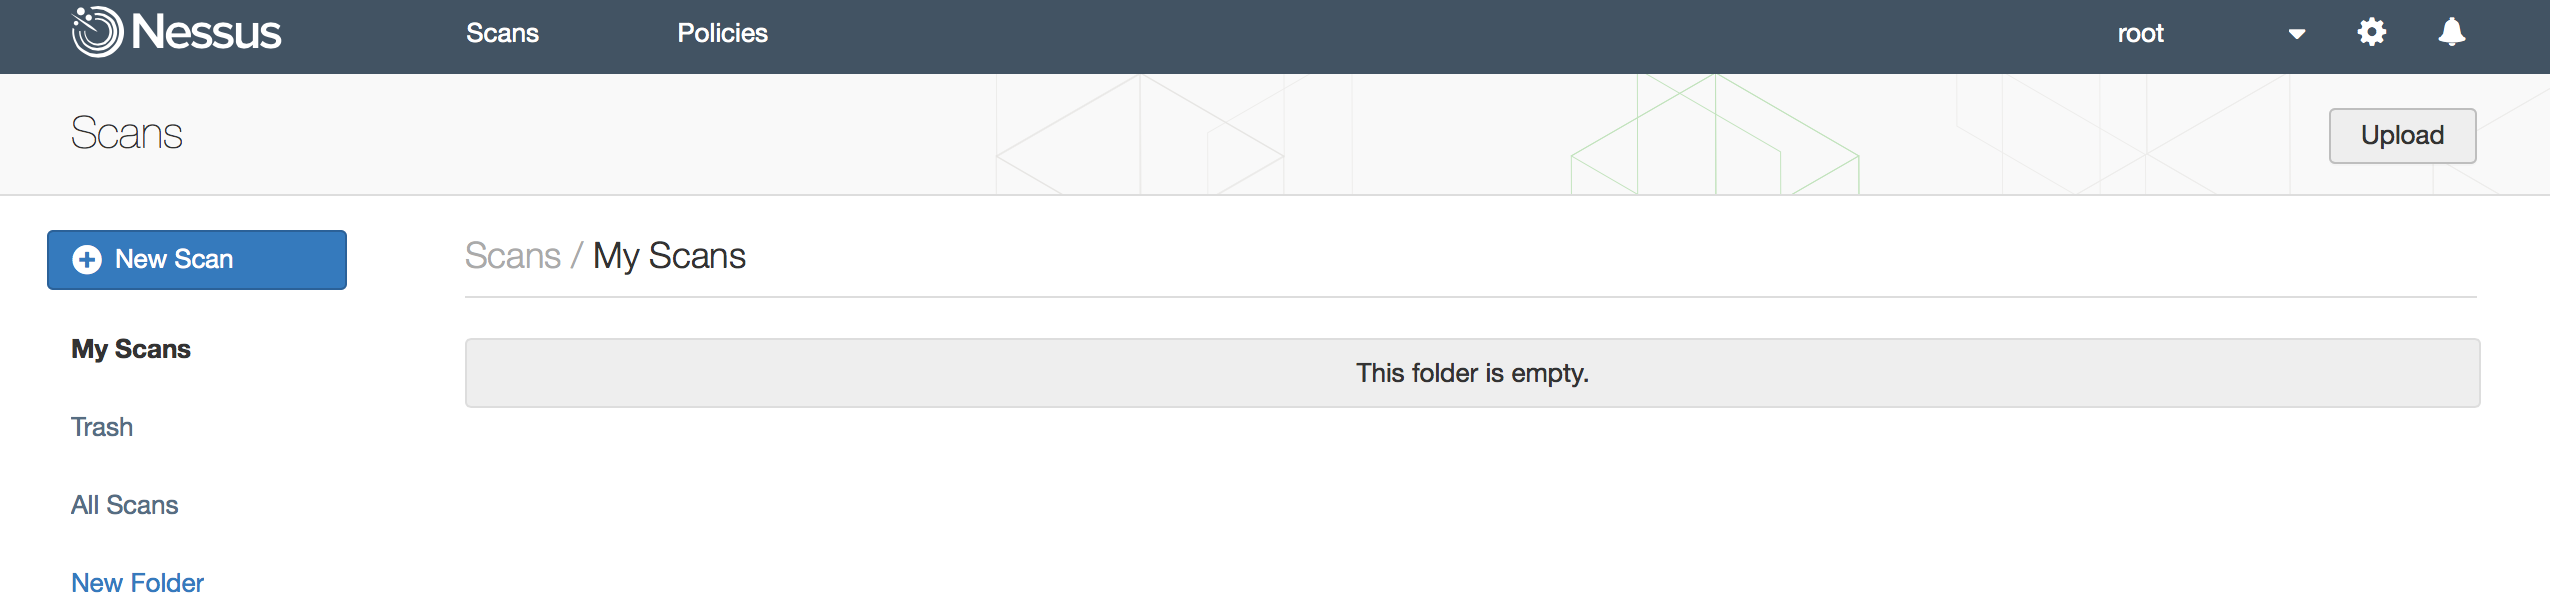 Nessus Scans Policies root
Scans
Upload
New Scan
Scans / My Scans
My Scans
This folder is empty.
Trash
All Scans
New Folder